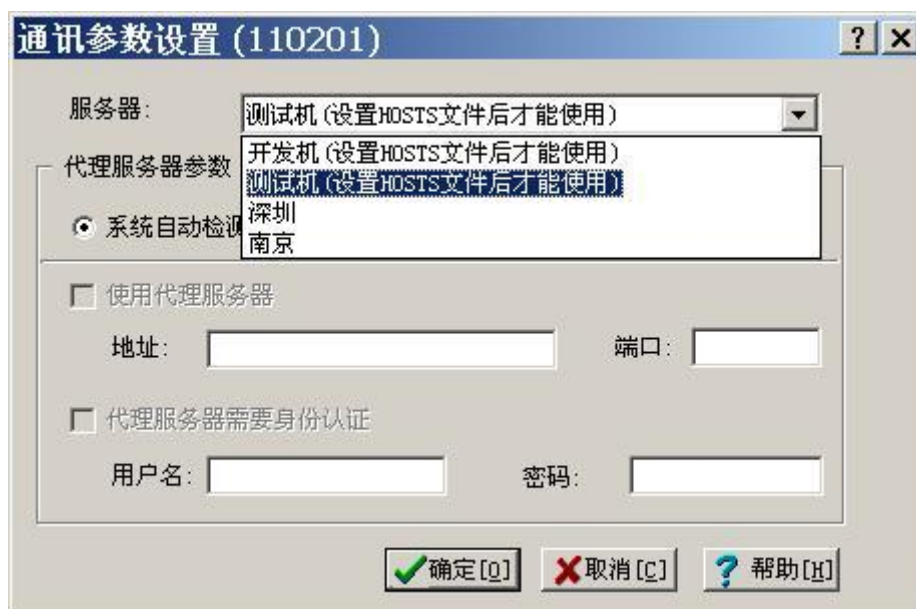 通讯参数设置 (110201)
服务器: 测试机(设置HOSTS文件后才能使用)
开发机(设置HOSTS文件后才能使用)
代理服务器参数
测试机(设置HOSTS文件后才能使用)
深圳
系统自动检测
南京
使用代理服务器
地址: 端口:
代理服务器需要身份认证
用户名: 密码:
确定[O] 取消[C] 帮助[H]